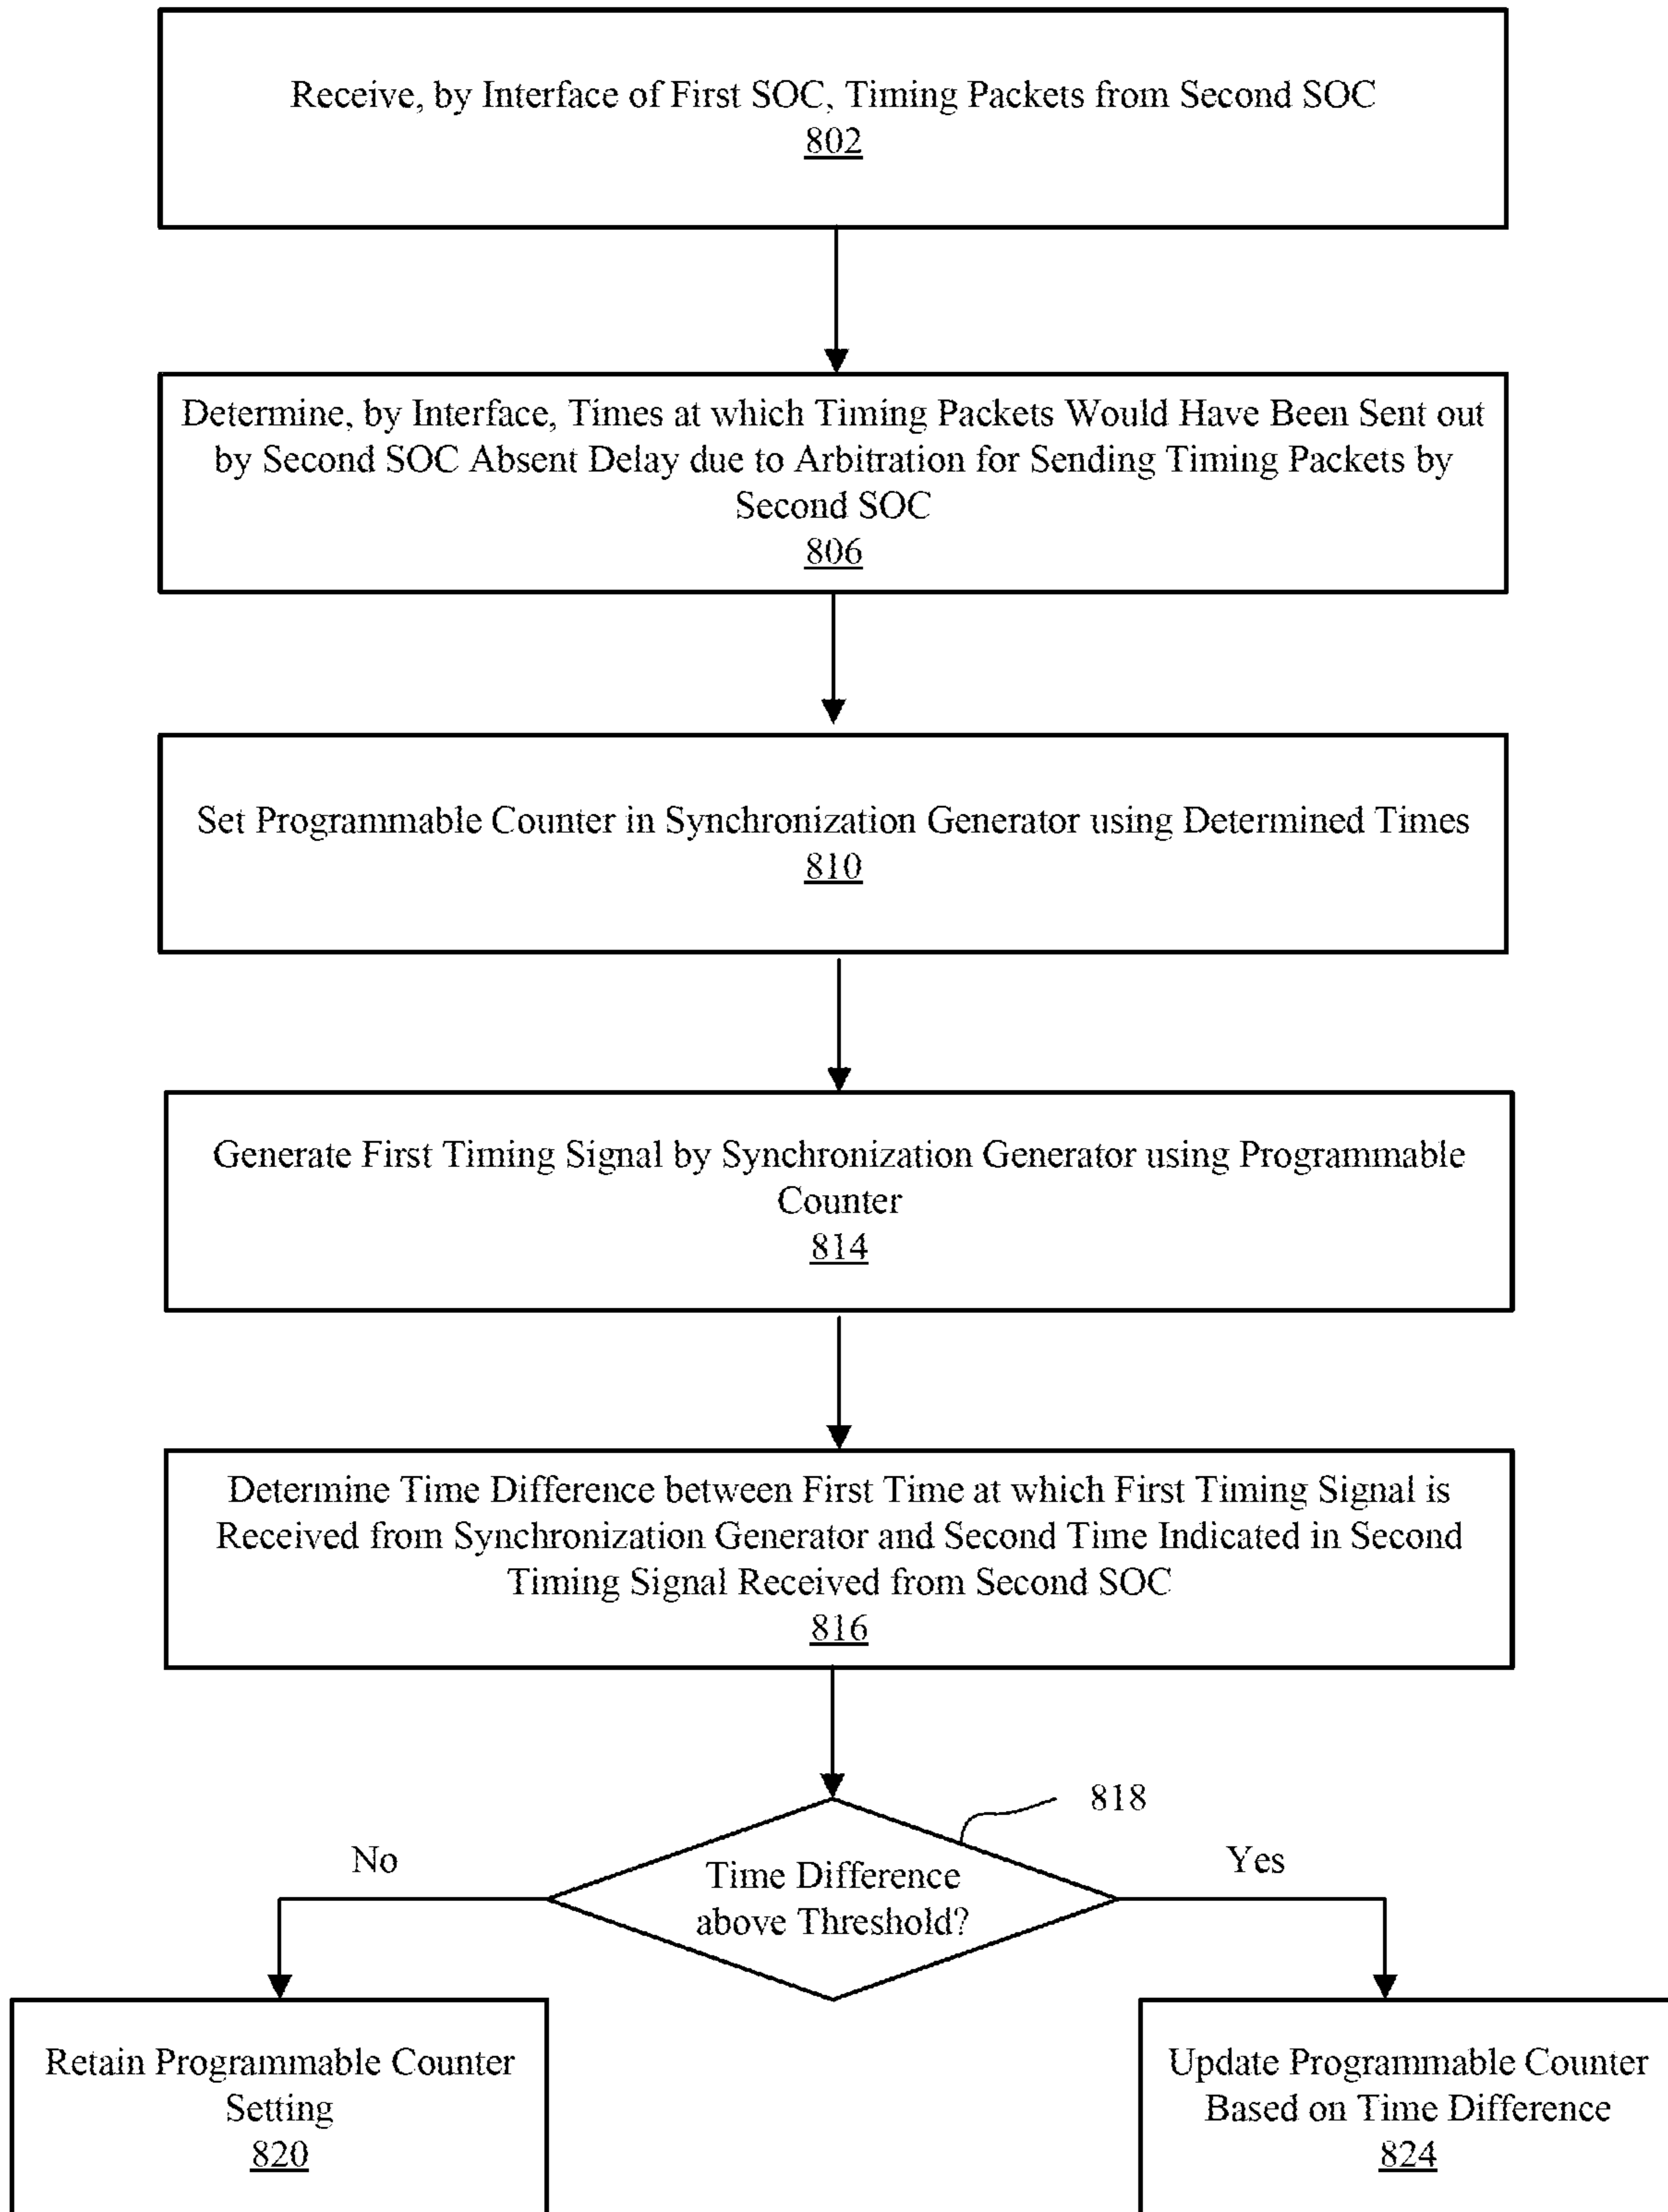 Receive, by Interface of First SOC, Timing Packets from Second SOC
802
Determine, by Interface, Times at which Timing Packets Would Have Been Sent out
by Second SOC Absent Delay due to Arbitration for Sending Timing Packets by
Second SOC
806
Set Programmable Counter in Synchronization Generator using Determined Times
810
Generate First Timing Signal by Synchronization Generator using Programmable
Counter
814
Determine Time Difference between First Time at which First Timing Signal is
Received from Synchronization Generator and Second Time Indicated in Second
Timing Signal Received from Second SOC
816
818
No
Yes
Time Difference
above Threshold?
Retain Programmable Counter
Setting
820
Update Programmable Counter
Based on Time Difference
824